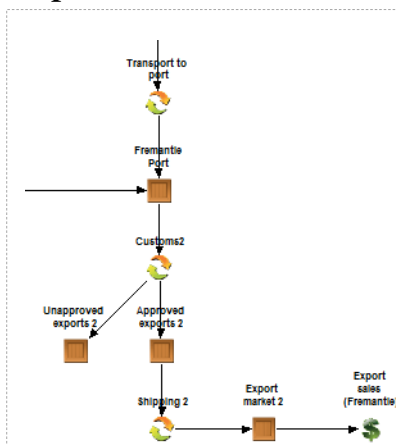 Transport to
port
Fremantle
Port
Customs2
Unapproved
exports 2
Approved
exports 2
Shipping 2
Export
market 2
Export
sales
(Fremantle)